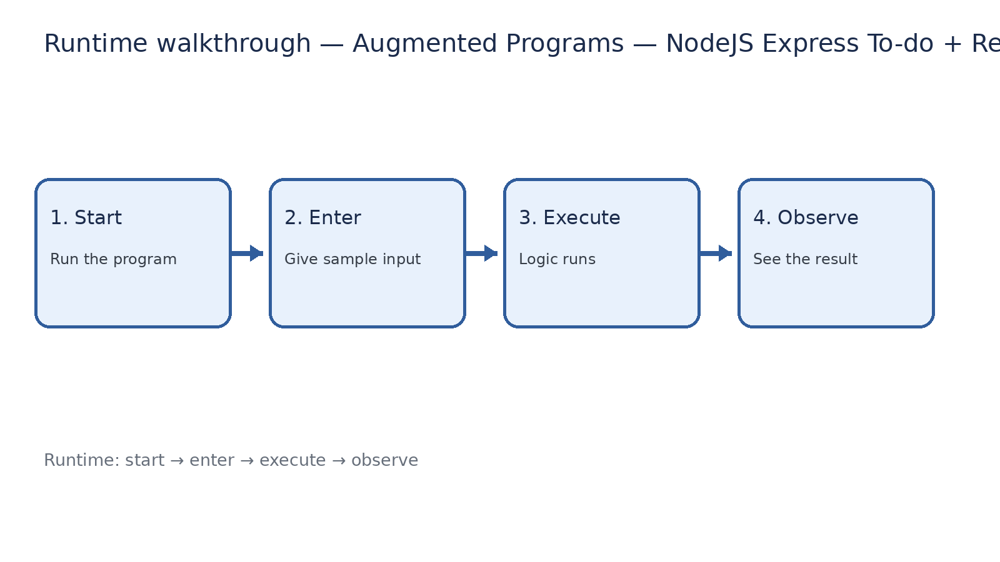 Runtime walkthrough — Augmented Programs — NodeJS Express To-do + Re
1. Start
Run the program
2. Enter
Give sample input
3. Execute
Logic runs
4. Observe
See the result
Runtime: start → enter → execute → observe